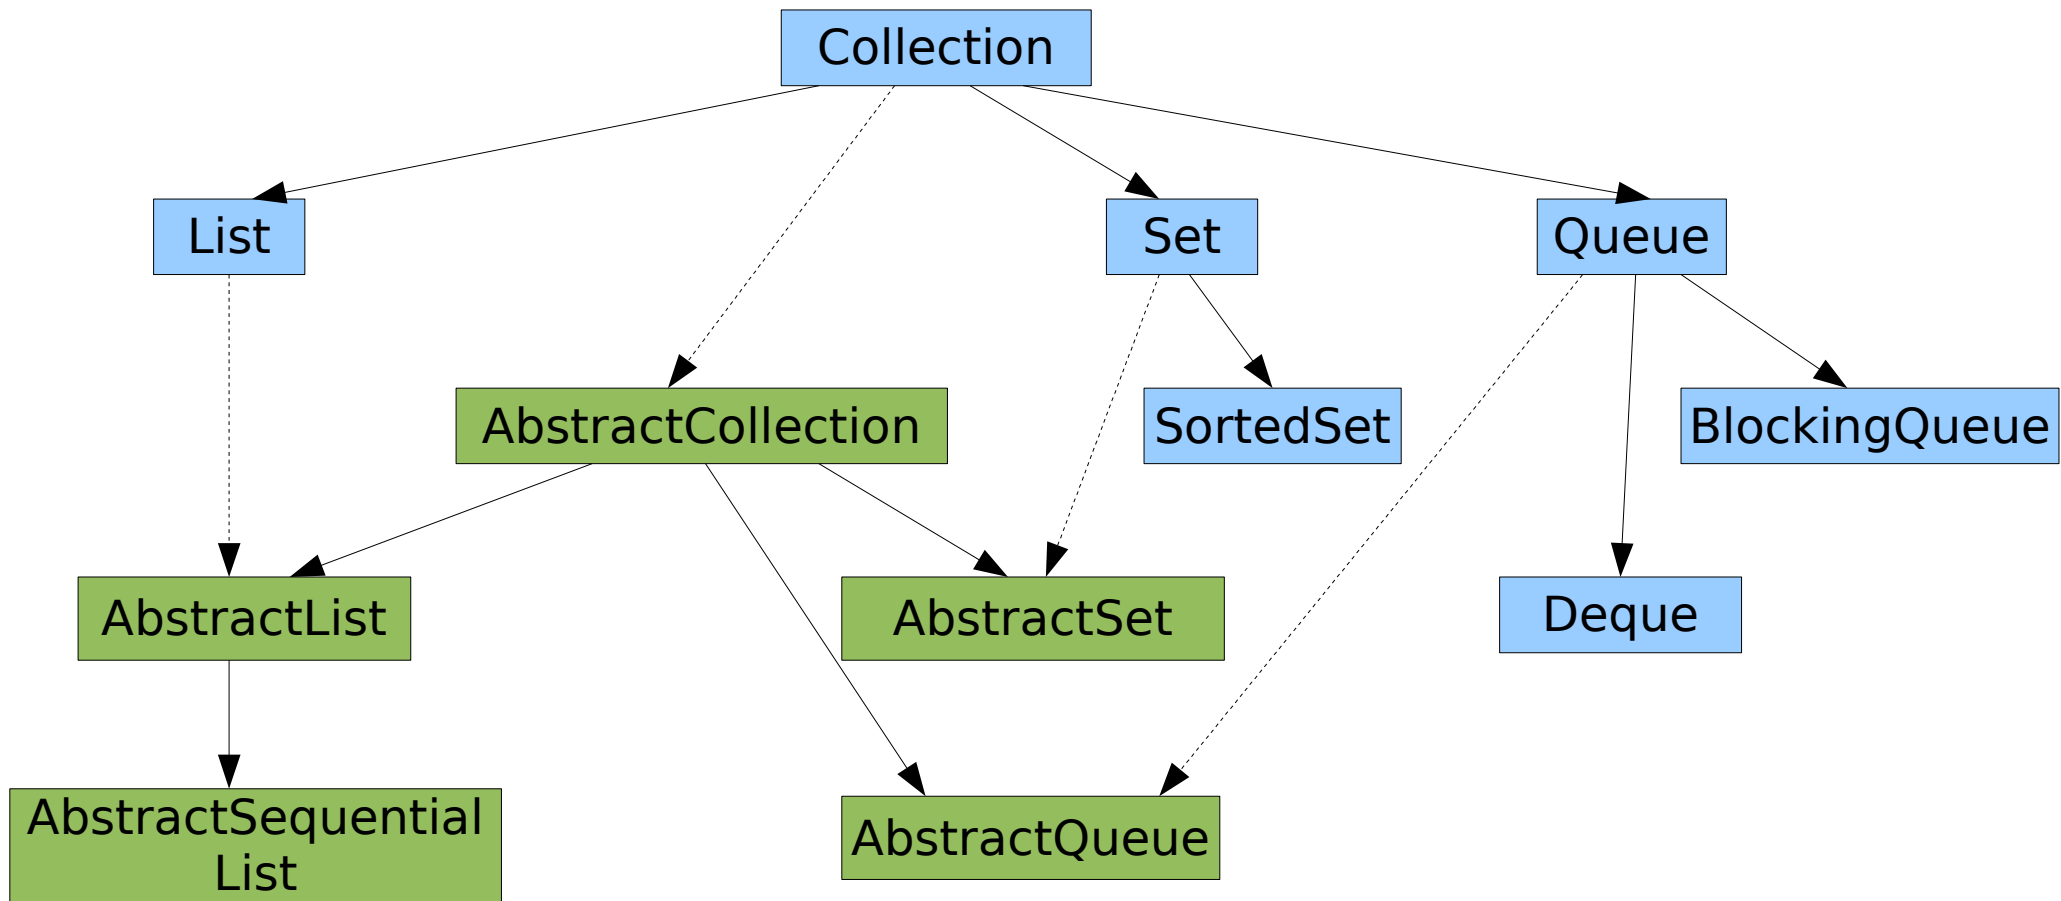 Collection
List
Set
Queue
AbstractCollection
SortedSet
BlockingQueue
AbstractList
AbstractSet
Deque
AbstractSequential
List
AbstractQueue